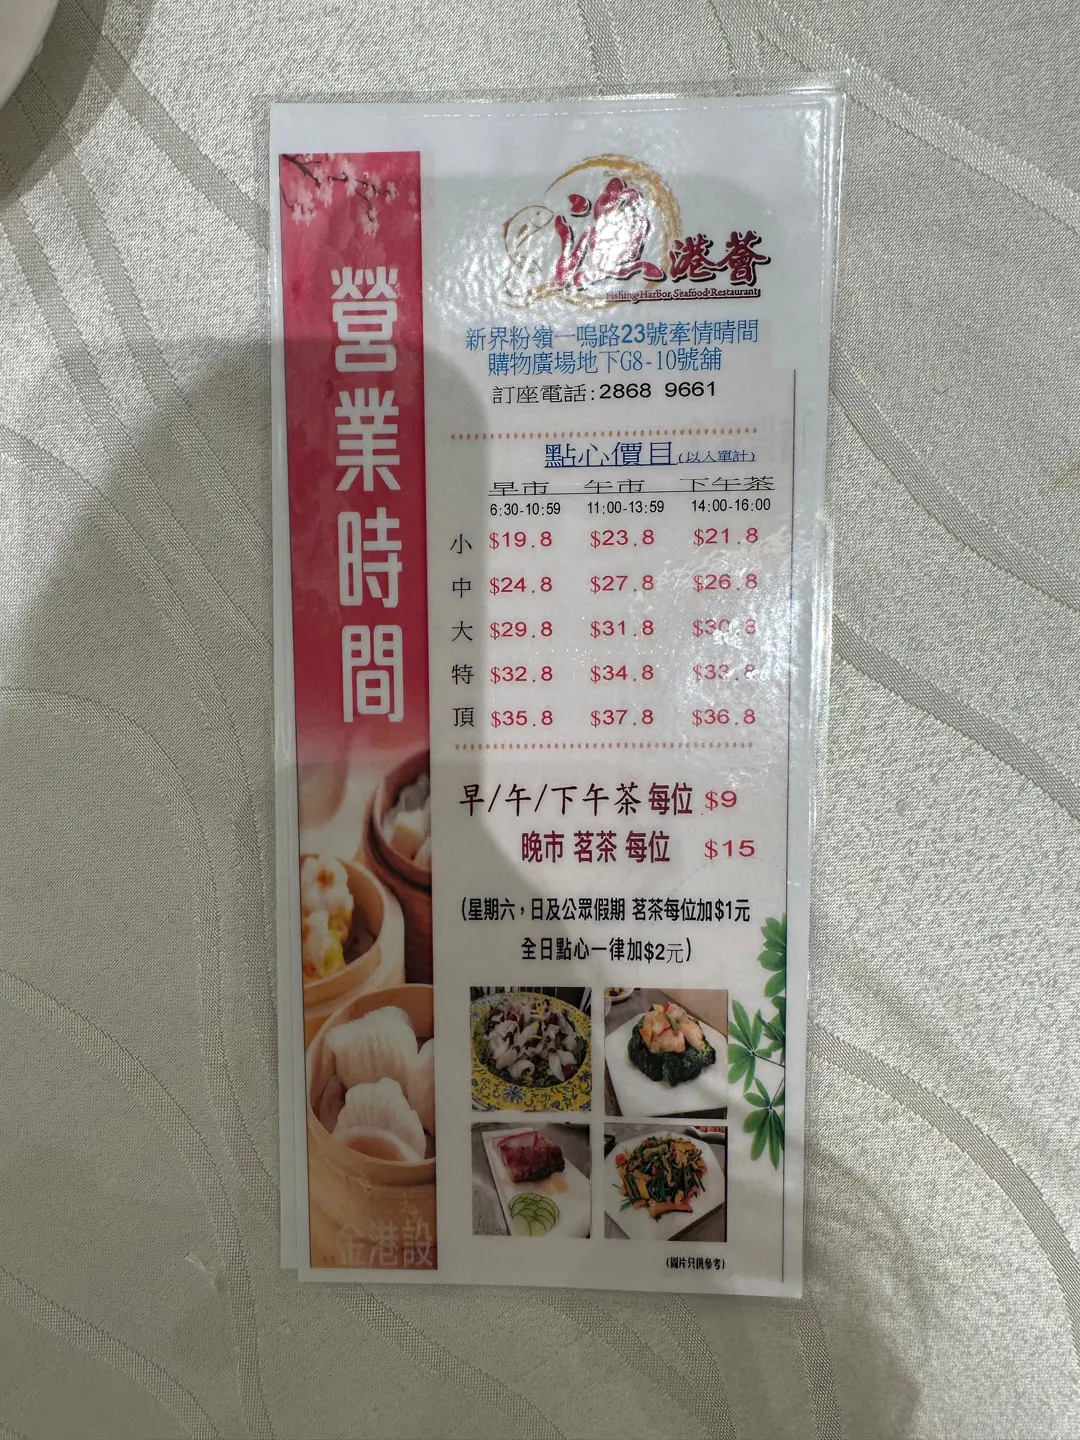 營業時間
漁港薈
Fishing Harbor Seafood Restaurant
新界粉嶺一鳴路23號牽情晴間
購物廣場地下G8-10號舖
訂座電話:2868 9661
點心價目(以入單計)
早市 午市 下午茶
6:30-10:59 11:00-13:59 14:00-16:00
小 $19.8 $23.8 $21.8
中 $24.8 $27.8 $26.8
大 $29.8 $31.8 $30.8
特 $32.8 $34.8 $33.8
頂 $35.8 $37.8 $36.8
早/午/下午茶 每位 $9
晚市 茗茶 每位 $15
(星期六，日及公眾假期 茗茶每位加$1元
全日點心一律加$2元)
金港設
(圖片只供參考)